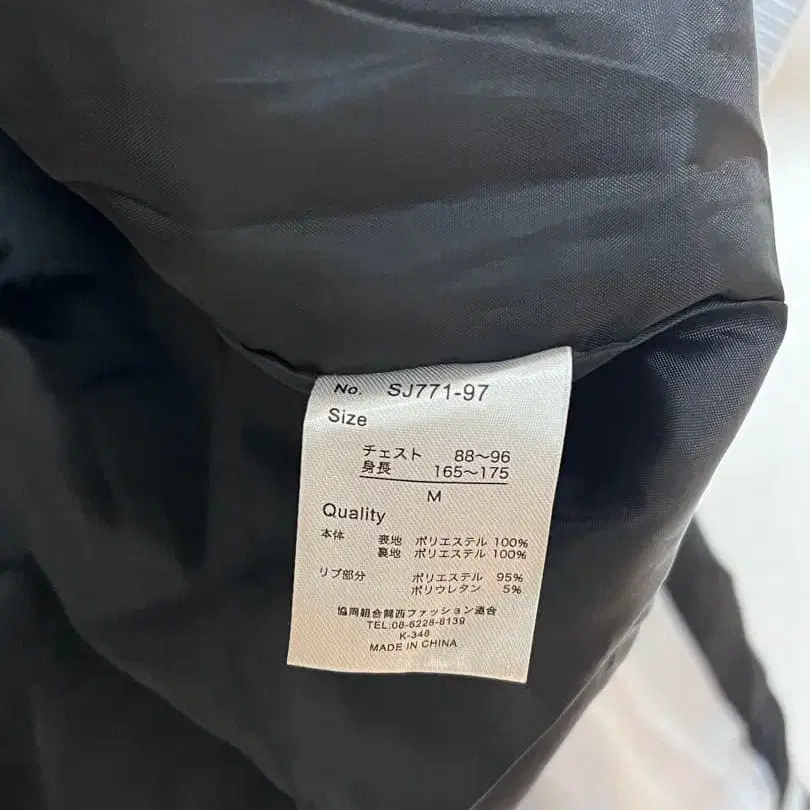 No. SJ771-97
Size
チェスト 88～96
身長 165～175
M
Quality
本体 表地 ポリエステル 100%
裏地 ポリエステル 100%
リブ部分 ポリエステル 95%
ポリウレタン 5%
協同組合関西ファッション連合
TEL:08-6228-8139
K-348
MADE IN CHINA